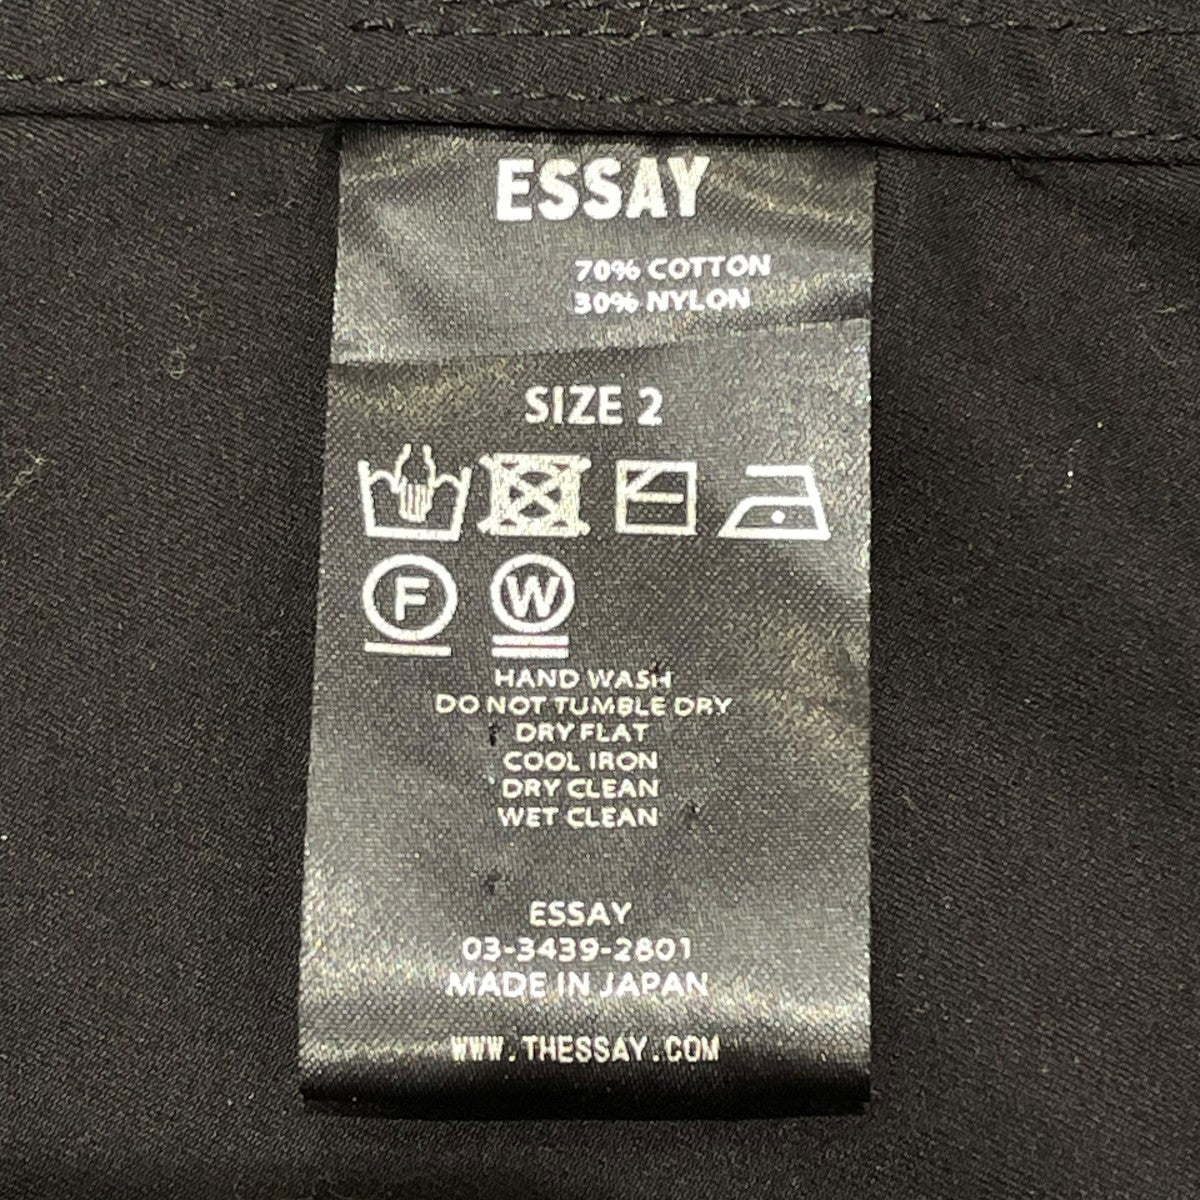 ESSAY
70% COTTON
30% NYLON
SIZE 2
F W
HAND WASH
DO NOT TUMBLE DRY
DRY FLAT
COOL IRON
DRY CLEAN
WET CLEAN
ESSAY
03-3439-2801
MADE IN JAPAN
WWW.THESSAY.COM